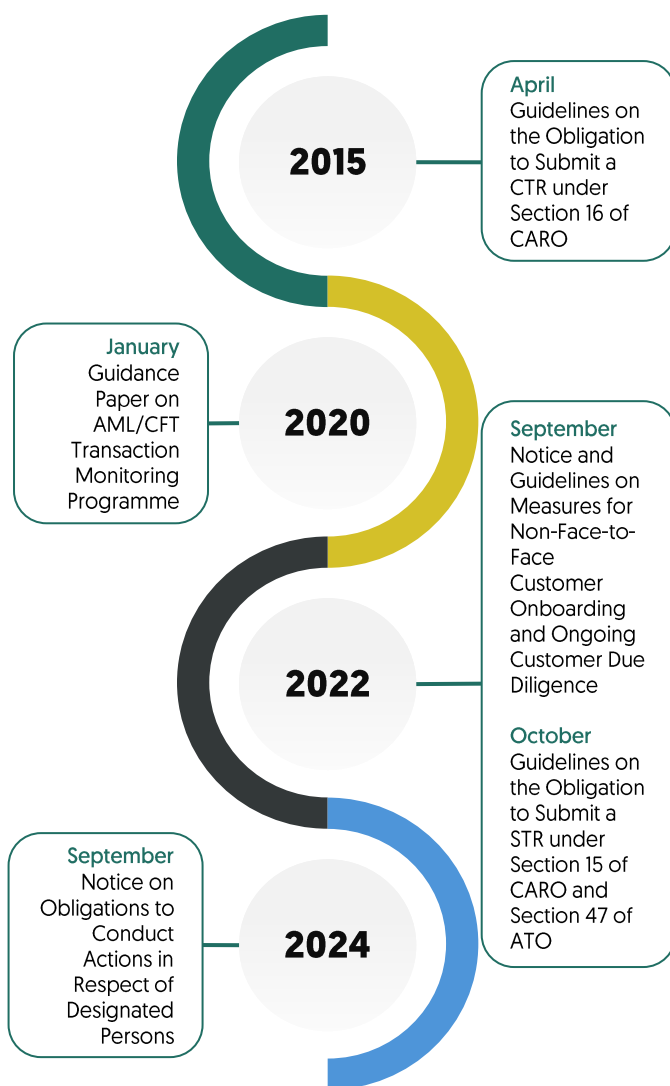 2015
April
Guidelines on
the Obligation
to Submit a
CTR under
Section 16 of
CARO
2020
January
Guidance
Paper on
AML/CFT
Transaction
Monitoring
Programme
2022
September
Notice and
Guidelines on
Measures for
Non-Face-to-
Face
Customer
Onboarding
and Ongoing
Customer Due
Diligence
October
Guidelines on
the Obligation
to Submit a
STR under
Section 15 of
CARO and
Section 47 of
ATO
2024
September
Notice on
Obligations to
Conduct
Actions in
Respect of
Designated
Persons